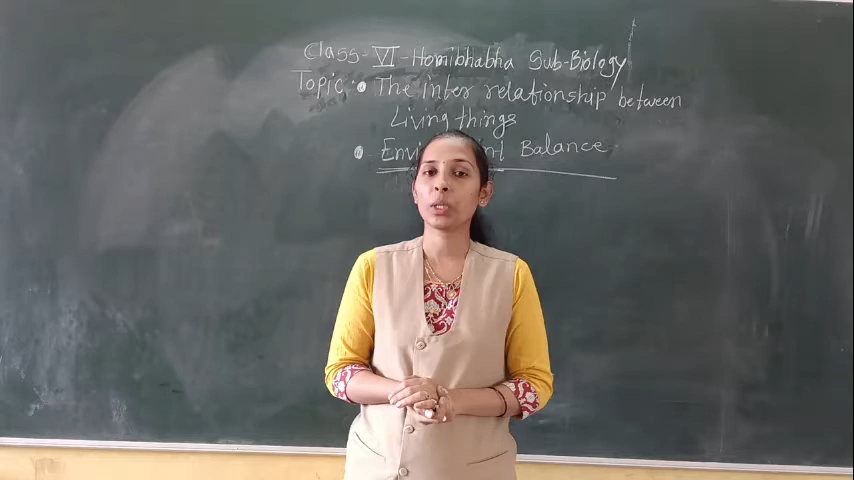 Class-VI-Homibhabha Sub-Biology
Topic:• The inter relationship between
Living things
• Balance